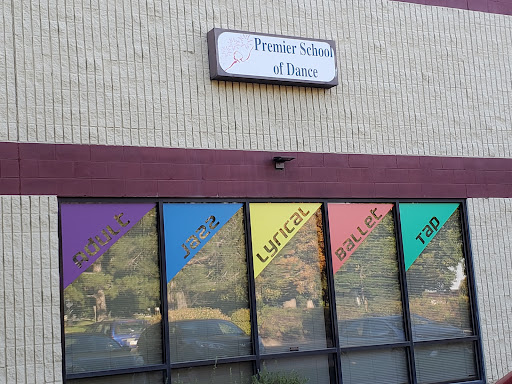 Premier School
of Dance
Adult
Jazz
Lyrical
Ballet
Tap